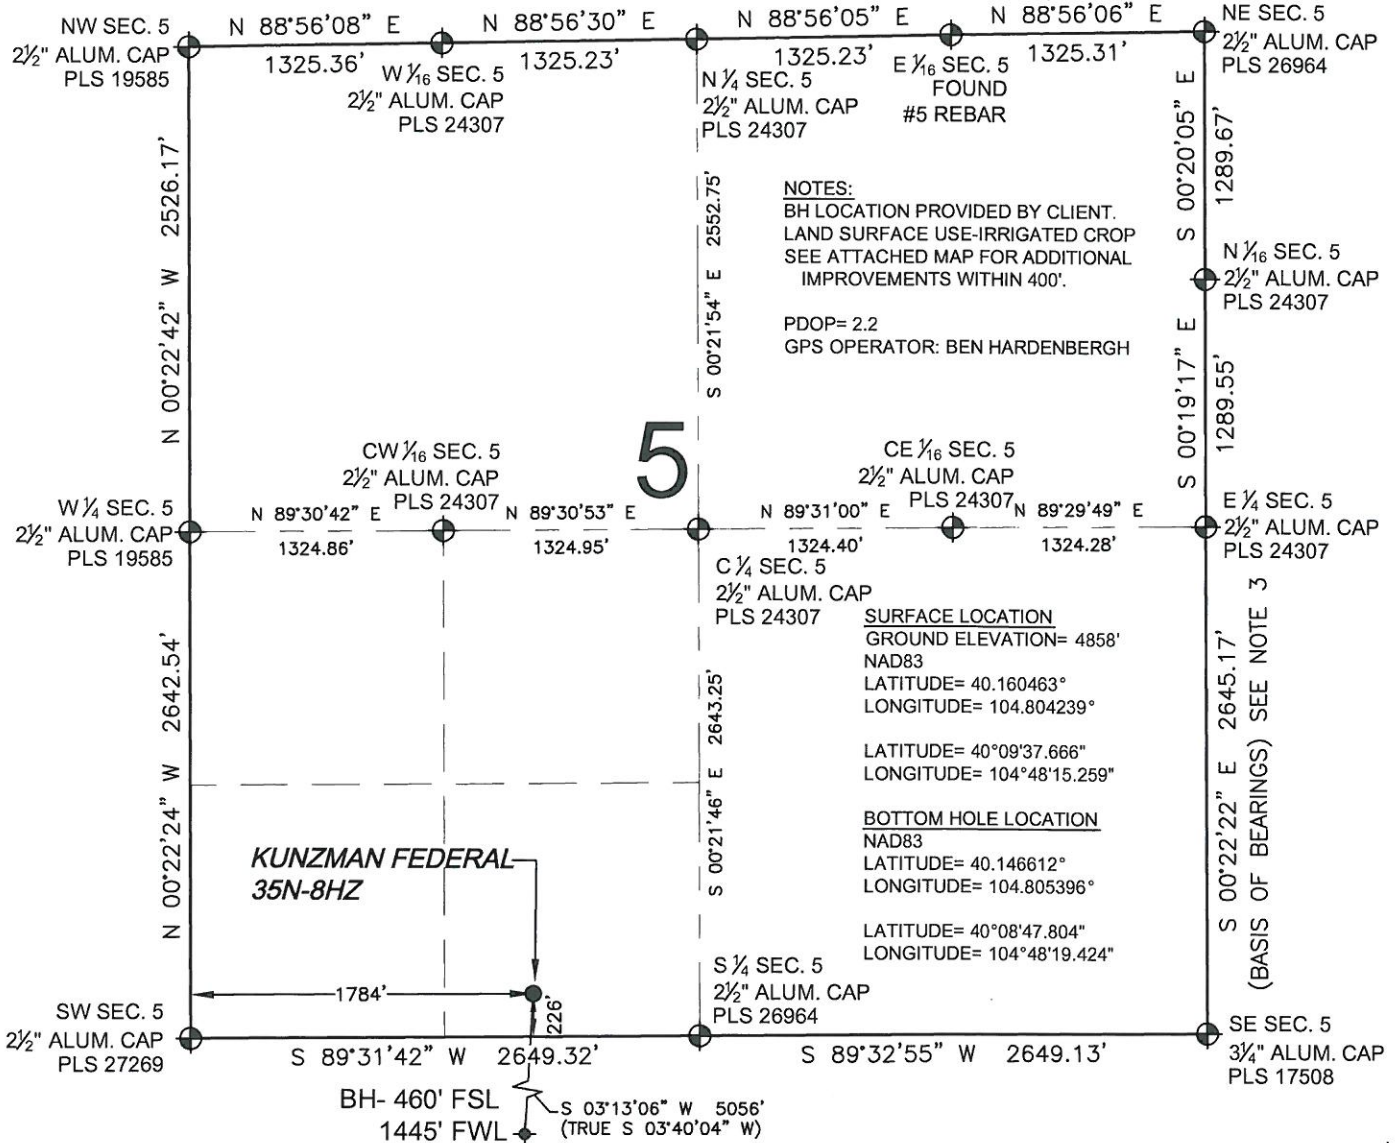 N 88°56'08" E
N 88°56'30" E
N 88°56'05" E
N 88°56'06" E
1325.36'
1325.23'
1325.23'
1325.31'
NW SEC. 5
2½" ALUM. CAP
PLS 19585
W 1/16 SEC. 5
2½" ALUM. CAP
PLS 24307
N ¼ SEC. 5
2½" ALUM. CAP
PLS 24307
E 1/16 SEC. 5
FOUND
#5 REBAR
NE SEC. 5
2½" ALUM. CAP
PLS 26964
N 00°22'42" W 2526.17'
S 00°21'54" E 2552.75'
S 00°20'05" E
1289.67'
NOTES:
BH LOCATION PROVIDED BY CLIENT.
LAND SURFACE USE-IRRIGATED CROP
SEE ATTACHED MAP FOR ADDITIONAL
IMPROVEMENTS WITHIN 400'.
PDOP= 2.2
GPS OPERATOR: BEN HARDENBERGH
N 1/16 SEC. 5
2½" ALUM. CAP
PLS 24307
S 00°19'17" E
1289.55'
5
W ¼ SEC. 5
2½" ALUM. CAP
PLS 19585
CW 1/16 SEC. 5
2½" ALUM. CAP
PLS 24307
CE 1/16 SEC. 5
2½" ALUM. CAP
PLS 24307
E ¼ SEC. 5
2½" ALUM. CAP
PLS 24307
N 89°30'42" E
N 89°30'53" E
N 89°31'00" E
N 89°29'49" E
1324.86'
1324.95'
1324.40'
1324.28'
C ¼ SEC. 5
2½" ALUM. CAP
PLS 24307
SURFACE LOCATION
GROUND ELEVATION= 4858'
NAD83
LATITUDE= 40.160463°
LONGITUDE= 104.804239°
LATITUDE= 40°09'37.666"
LONGITUDE= 104°48'15.259"
BOTTOM HOLE LOCATION
NAD83
LATITUDE= 40.146612°
LONGITUDE= 104.805396°
LATITUDE= 40°08'47.804"
LONGITUDE= 104°48'19.424"
N 00°22'24" W 2642.54'
S 00°21'46" E 2643.25'
S 00°22'22" E 2645.17'
(BASIS OF BEARINGS) SEE NOTE 3
KUNZMAN FEDERAL
35N-8HZ
1784'
226'
SW SEC. 5
2½" ALUM. CAP
PLS 27269
S ¼ SEC. 5
2½" ALUM. CAP
PLS 26964
SE SEC. 5
3¼" ALUM. CAP
PLS 17508
S 89°31'42" W 2649.32'
S 89°32'55" W 2649.13'
BH- 460' FSL
1445' FWL
S 03°13'06" W 5056'
(TRUE S 03°40'04" W)